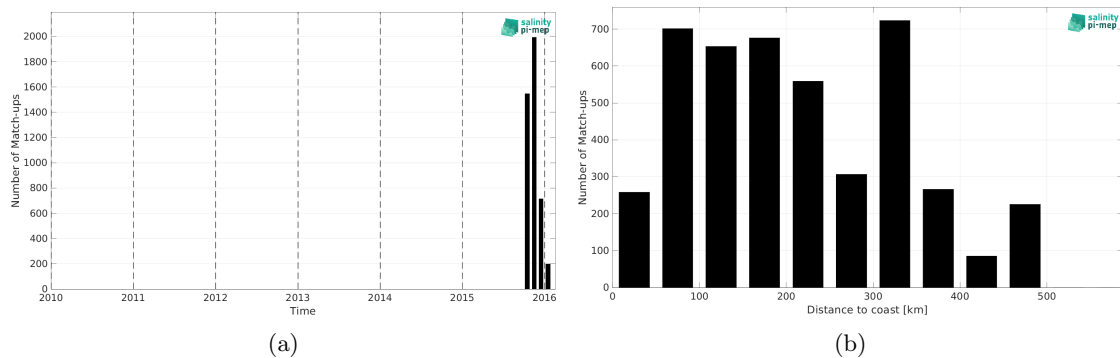 salinity
pi-mep
Number of Match-ups
2000
1800
1600
1400
1200
1000
800
600
400
200
0
2010 2011 2012 2013 2014 2015 2016
Time
(a)
salinity
pi-mep
Number of Match-ups
700
600
500
400
300
200
100
0
0 100 200 300 400 500
Distance to coast [km]
(b)